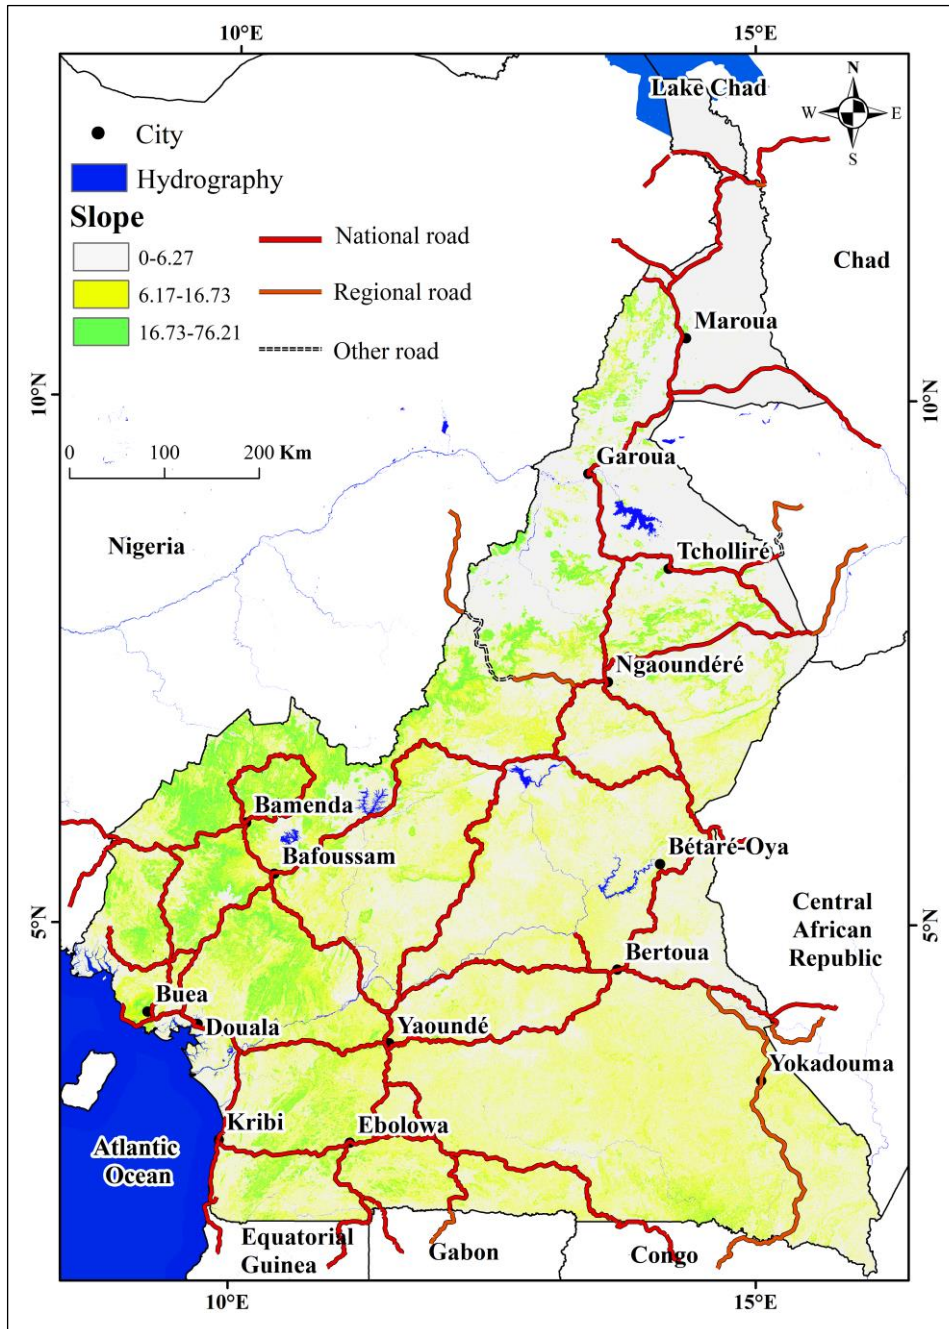 10°E 15°E
Lake Chad
N
W E
S
City
Hydrography
Slope
0-6.27
6.17-16.73
16.73-76.21
National road
Regional road
Other road
Chad
Maroua
10°N
10°N
0 100 200 Km
Garoua
Nigeria
Tcholliré
Ngaoundéré
Bamenda
Bafoussam
Bétaré-Oya
5°N
5°N
Central
African
Republic
Bertoua
Buea
Douala
Yaoundé
Yokadouma
Kribi
Ebolowa
Atlantic
Ocean
Equatorial
Guinea
Gabon
Congo
10°E 15°E